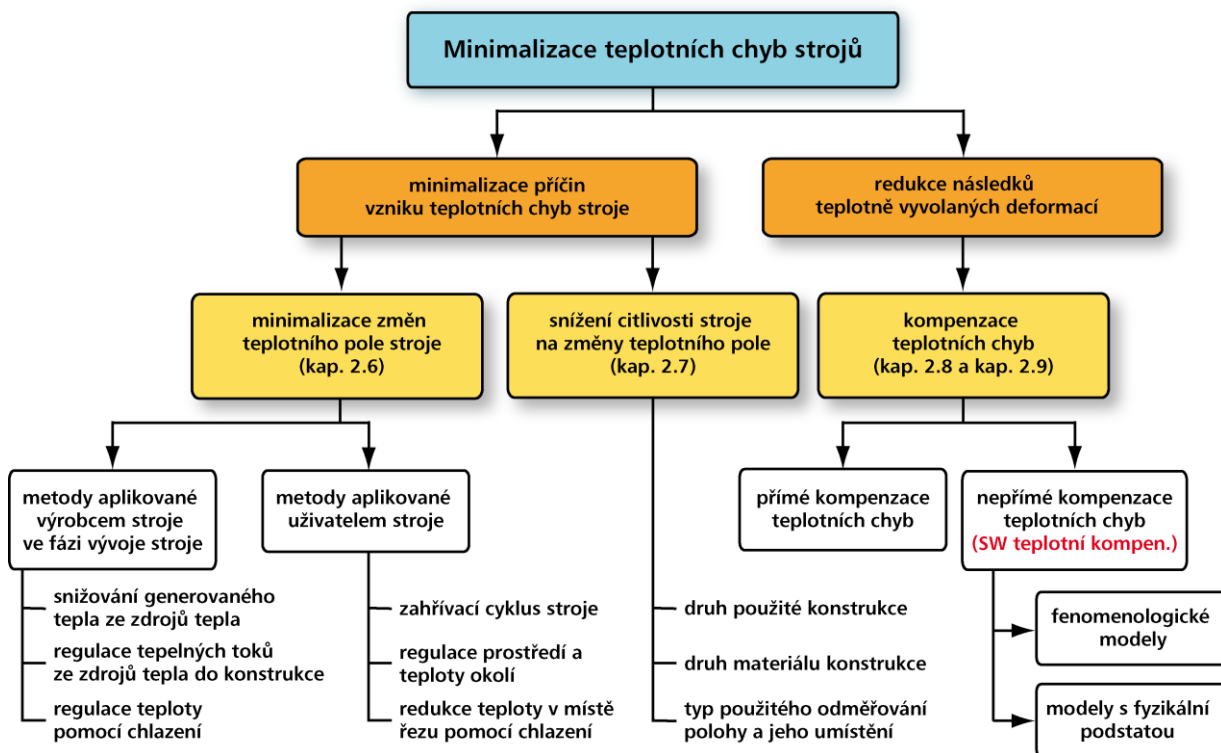 Minimalizace teplotních chyb strojů
minimalizace příčin
vzniku teplotních chyb stroje
redukce následků
teplotně vyvolaných deformací
minimalizace změn
teplotního pole stroje
(kap. 2.6)
snížení citlivosti stroje
na změny teplotního pole
(kap. 2.7)
kompenzace
teplotních chyb
(kap. 2.8 a kap. 2.9)
metody aplikované
výrobcem stroje
ve fázi vývoje stroje
metody aplikované
uživatelem stroje
přímé kompenzace
teplotních chyb
nepřímé kompenzace
teplotních chyb
(SW teplotní kompen.)
snižování generovaného
tepla ze zdrojů tepla
regulace tepelných toků
ze zdrojů tepla do konstrukce
regulace teploty
pomocí chlazení
zahřívací cyklus stroje
regulace prostředí a
teploty okolí
redukce teploty v místě
řezu pomocí chlazení
druh použité konstrukce
druh materiálu konstrukce
typ použitého odměřování
polohy a jeho umístění
fenomenologické
modely
modely s fyzikální
podstatou